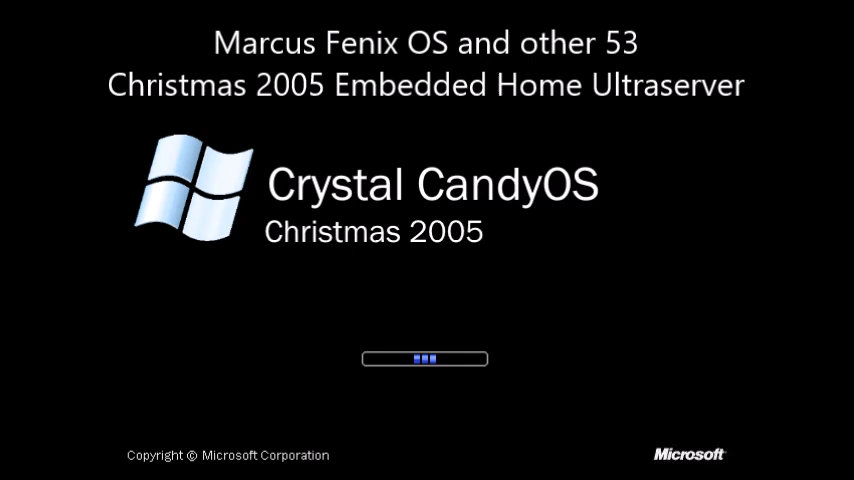 Marcus Fenix OS and other 53
Christmas 2005 Embedded Home Ultraserver
Crystal CandyOS
Christmas 2005
Copyright © Microsoft Corporation
Microsoft